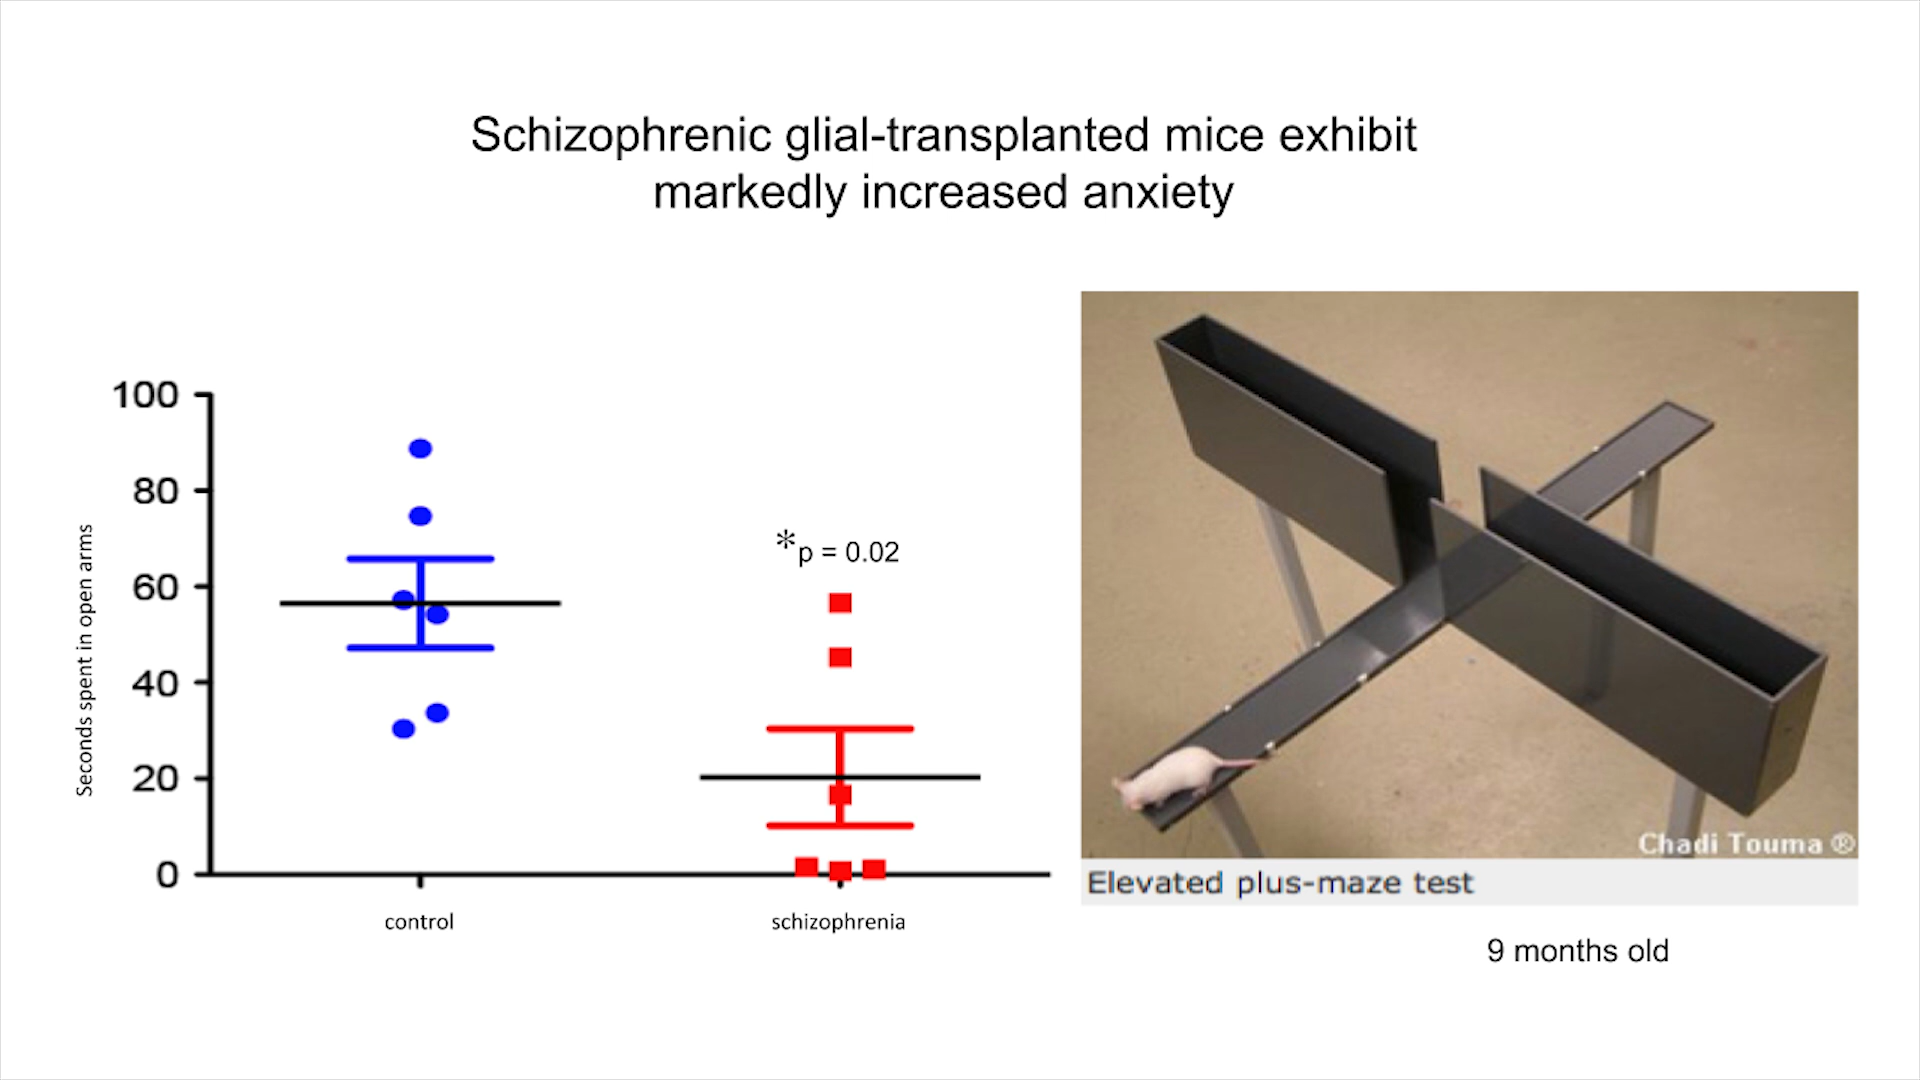 Schizophrenic glial-transplanted mice exhibit
markedly increased anxiety
Seconds spent in open arms
100
80
60
40
20
0
*p = 0.02
control
schizophrenia
Chadi Touma ®
Elevated plus-maze test
9 months old